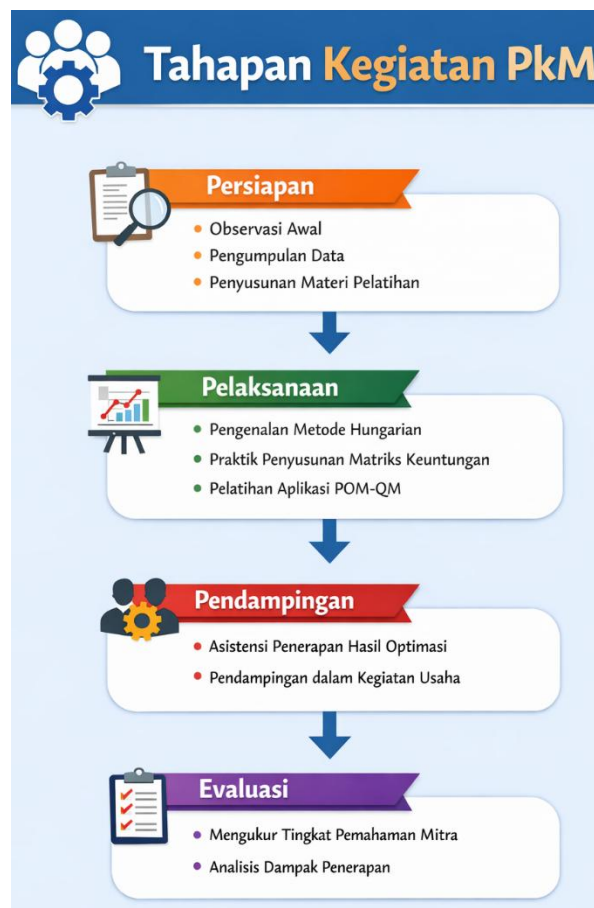 Tahapan Kegiatan PkM
Persiapan
• Observasi Awal
• Pengumpulan Data
• Penyusunan Materi Pelatihan
Pelaksanaan
• Pengenalan Metode Hungarian
• Praktik Penyusunan Matriks Keuntungan
• Pelatihan Aplikasi POM-QM
Pendampingan
• Asistensi Penerapan Hasil Optimasi
• Pendampingan dalam Kegiatan Usaha
Evaluasi
• Mengukur Tingkat Pemahaman Mitra
• Analisis Dampak Penerapan